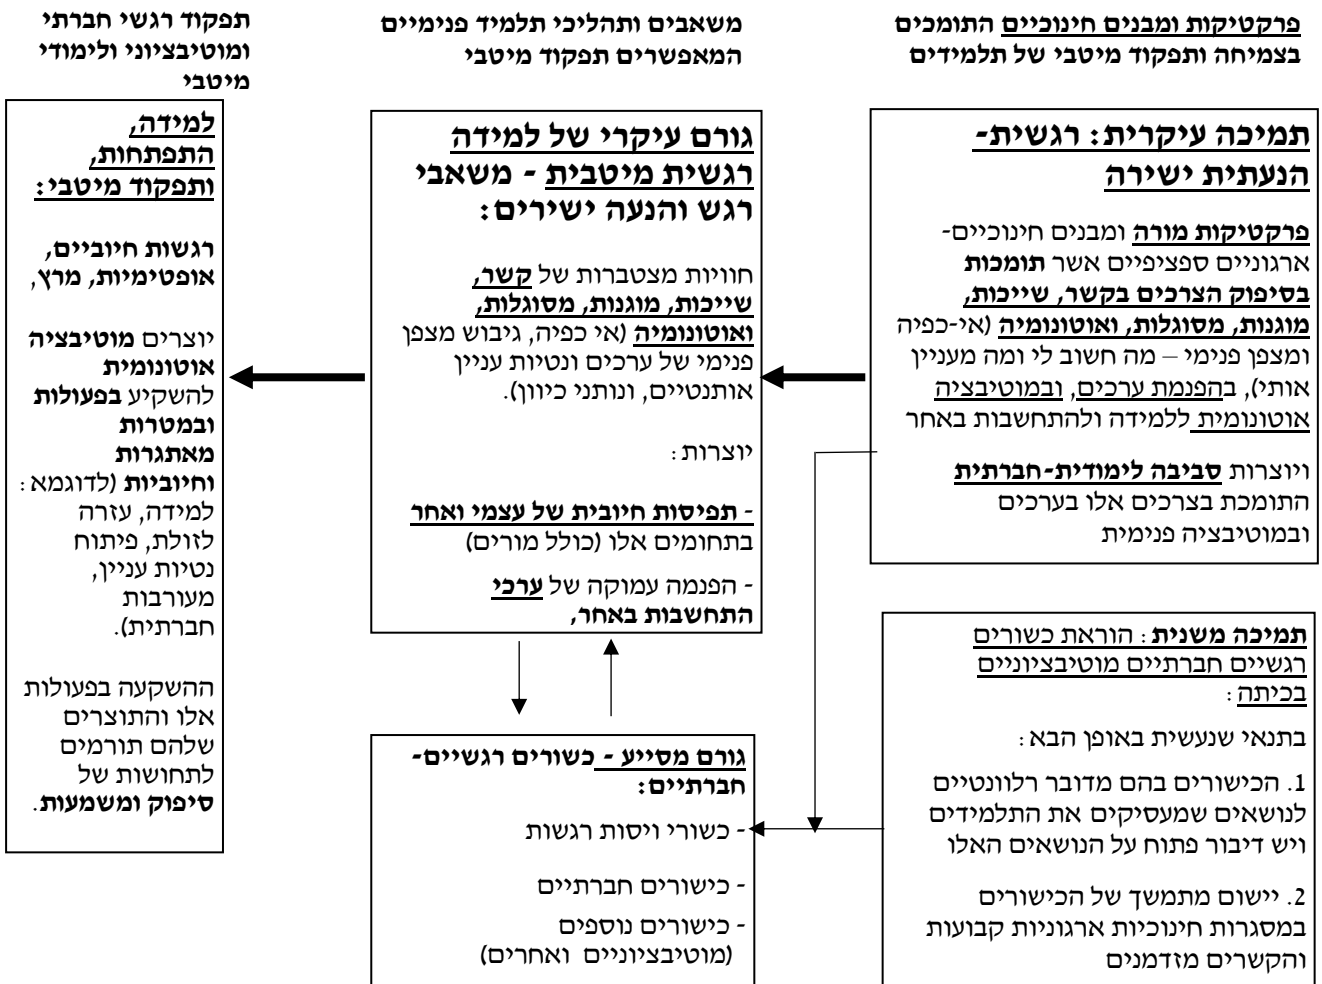 פרקטיקות ומבנים חינוכיים התומכים
בצמיחה ותפקוד מיטבי של תלמידים
משאבים ותהליכי תלמיד פנימיים
המאפשרים תפקוד מיטבי
תפקוד רגשי חברתי
ומוטיבציוני ולימודי
מיטבי
תמיכה עיקרית: רגשית-
הנעתית ישירה
פרקטיקות מורה ומבנים חינוכיים-
ארגוניים ספציפיים אשר תומכות
בסיפוק הצרכים בקשר, שייכות,
מוגנות, מסוגלות, ואוטונומיה (אי-כפיה
ומצפן פנימי – מה חשוב לי ומה מעניין
אותי), בהפנמת ערכים, ובמוטיבציה
אוטונומית ללמידה ולהתחשבות באחר
ויוצרות סביבה לימודית-חברתית
התומכת בצרכים אלו בערכים
ובמוטיבציה פנימית
תמיכה משנית: הוראת כשורים
רגשיים חברתיים מוטיבציוניים
בכיתה:
בתנאי שנעשית באופן הבא:
1. הכישורים בהם מדובר רלוונטיים
לנושאים שמעסיקים את התלמידים
ויש דיבור פתוח על הנושאים האלו
2. יישום מתמשך של הכישורים
במסגרות חינוכיות ארגוניות קבועות
והקשרים מזדמנים
גורם עיקרי של למידה
רגשית מיטבית - משאבי
רגש והנעה ישירים:
חוויות מצטברות של קשר,
שייכות, מוגנות, מסוגלות,
ואוטונומיה (אי כפיה, גיבוש מצפן
פנימי של ערכים ונטיות עניין
אותנטיים, ונותני כיוון).
יוצרות:
- תפיסות חיובית של עצמי ואחר
בתחומים אלו (כולל מורים)
- הפנמה עמוקה של ערכי
התחשבות באחר,
גורם מסייע - כשורים רגשיים-
חברתיים:
- כשורי ויסות רגשות
- כישורים חברתיים
- כישורים נוספים
(מוטיבציוניים ואחרים)
למידה,
התפתחות,
ותפקוד מיטבי:
רגשות חיוביים,
אופטימיות, מרץ,
יוצרים מוטיבציה
אוטונומית
להשקיע בפעולות
ובמטרות
מאתגרות
וחיוביות (לדוגמא:
למידה, עזרה
לזולת, פיתוח
נטיות עניין,
מעורבות
חברתית).
ההשקעה בפעולות
אלו והתוצרים
שלהם תורמים
לתחושות של
סיפוק ומשמעות.